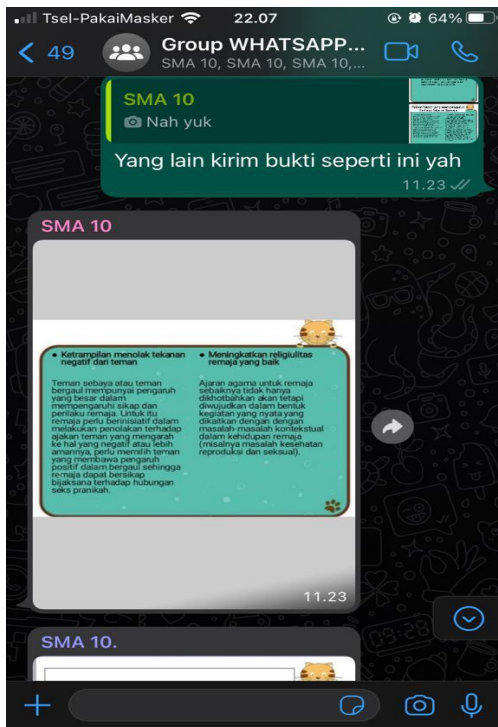 Tsel-PakaiMasker 22.07 64%
49 Group WHATSAPP...
SMA 10, SMA 10, SMA 10,...
SMA 10
Nah yuk
Yang lain kirim bukti seperti ini yah
11.23
SMA 10
• Ketrampilan menolak tekanan
negatif dari teman
Teman sebaya atau teman
bergaul mempunyai pengaruh
yang besar dalam
mempengaruhi sikap dan
perilaku remaja. Untuk itu
remaja perlu berinisiatif dalam
melakukan penolakan terhadap
ajakan teman yang mengarah
ke hal yang negatif atau lebih
amannya, perlu memilih teman
yang membawa pengaruh
positif dalam bergaul sehingga
remaja dapat bersikap
bijaksana terhadap hubungan
seks pranikah.
• Meningkatkan religiulitas
remaja yang baik
Ajaran agama untuk remaja
sebaiknya tidak hanya
dikhotbahkan akan tetapi
diwujudkan dalam bentuk
kegiatan yang nyata yang
dikaitkan dengan dengan
masalah-masalah kontekstual
dalam kehidupan remaja
(misalnya masalah kesehatan
reproduksi dan seksual).
11.23
SMA 10.